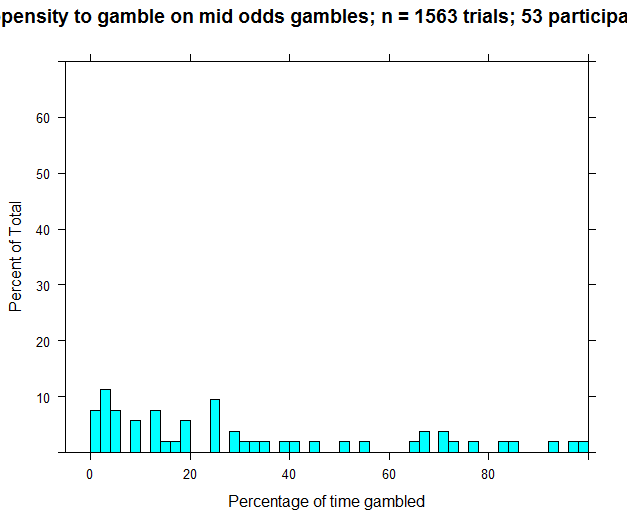 pensity to gamble on mid odds gambles; n = 1563 trials; 53 participa
60
50
40
30
20
10
Percent of Total
0 20 40 60 80
Percentage of time gambled